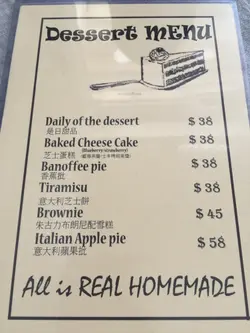 Dessert MENU
Daily of the dessert $ 38
是日甜品
Baked Cheese Cake $ 38
(Blueberry/strawberry)
芝士蛋糕
Banoffee pie $ 38
香蕉批
Tiramisu $ 38
意大利芝士餅
Brownie $ 45
朱古力布朗尼配雪糕
Italian Apple pie $ 58
意大利蘋果批
All is REAL HOMEMADE